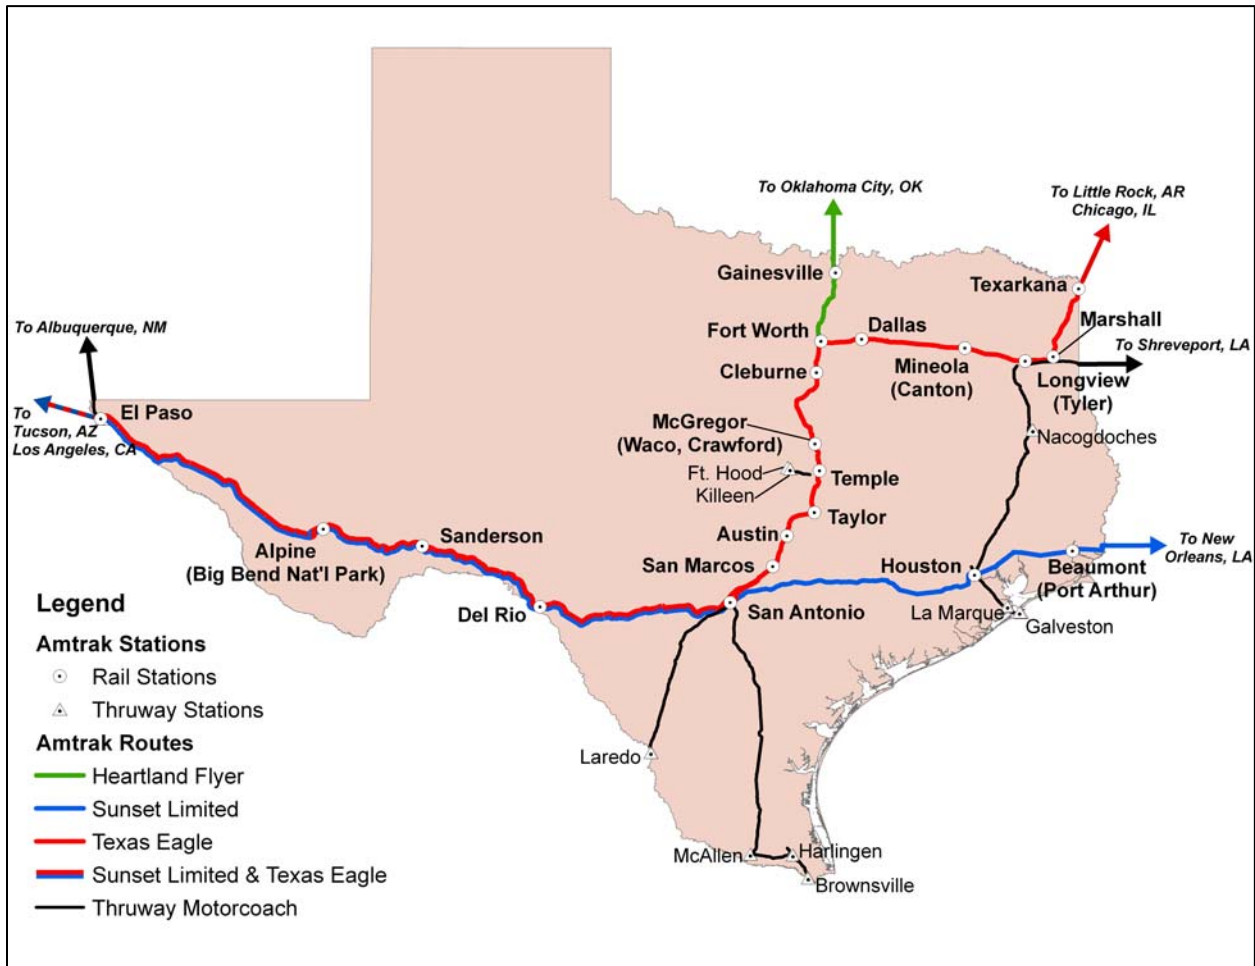 To Oklahoma City, OK
To Little Rock, AR
Chicago, IL
Gainesville
Texarkana
To Albuquerque, NM
Fort Worth
Dallas
Marshall
To Shreveport, LA
Cleburne
Mineola
(Canton)
Longview
(Tyler)
To
Tucson, AZ
Los Angeles, CA
El Paso
McGregor
(Waco, Crawford)
Nacogdoches
Ft. Hood
Killeen
Temple
Taylor
Austin
Sanderson
Alpine
(Big Bend Nat'l Park)
San Marcos
Houston
To New
Orleans, LA
Beaumont
(Port Arthur)
Del Rio
San Antonio
La Marque
Galveston
Laredo
McAllen
Harlingen
Brownsville
Legend
Amtrak Stations
Rail Stations
Thruway Stations
Amtrak Routes
Heartland Flyer
Sunset Limited
Texas Eagle
Sunset Limited & Texas Eagle
Thruway Motorcoach